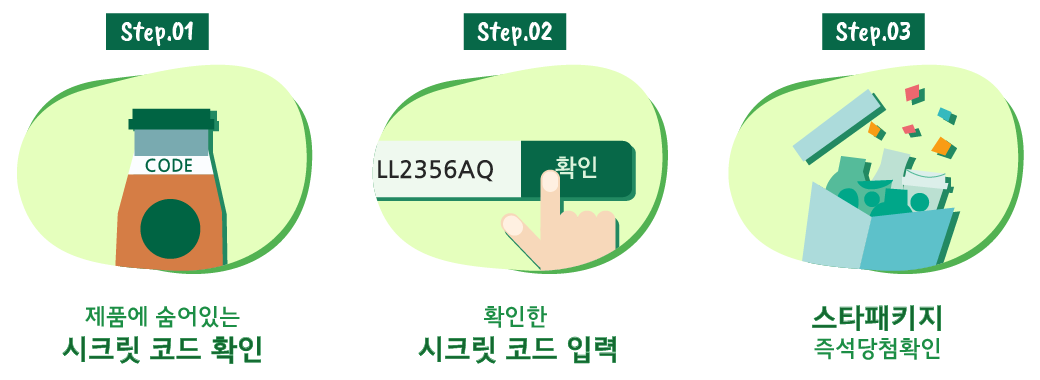 Step.01
CODE
제품에 숨어있는
시크릿 코드 확인
Step.02
LL2356AQ 확인
확인한
시크릿 코드 입력
Step.03
스타패키지
즉석당첨확인